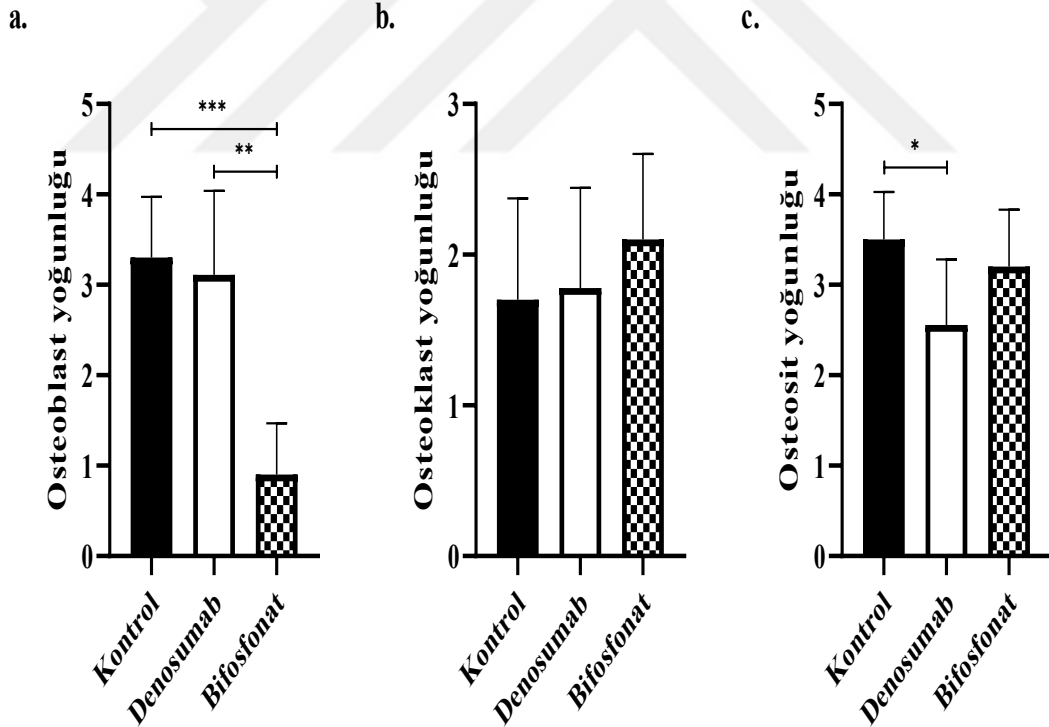 a.
b.
c.
Osteoblast yoğunluğu
5
4
3
2
1
0
***
**
Kontrol
Denosumab
Bifosfonat
Osteoklast yoğunluğu
3
2
1
0
Kontrol
Denosumab
Bifosfonat
Osteosit yoğunluğu
5
4
3
2
1
0
*
Kontrol
Denosumab
Bifosfonat